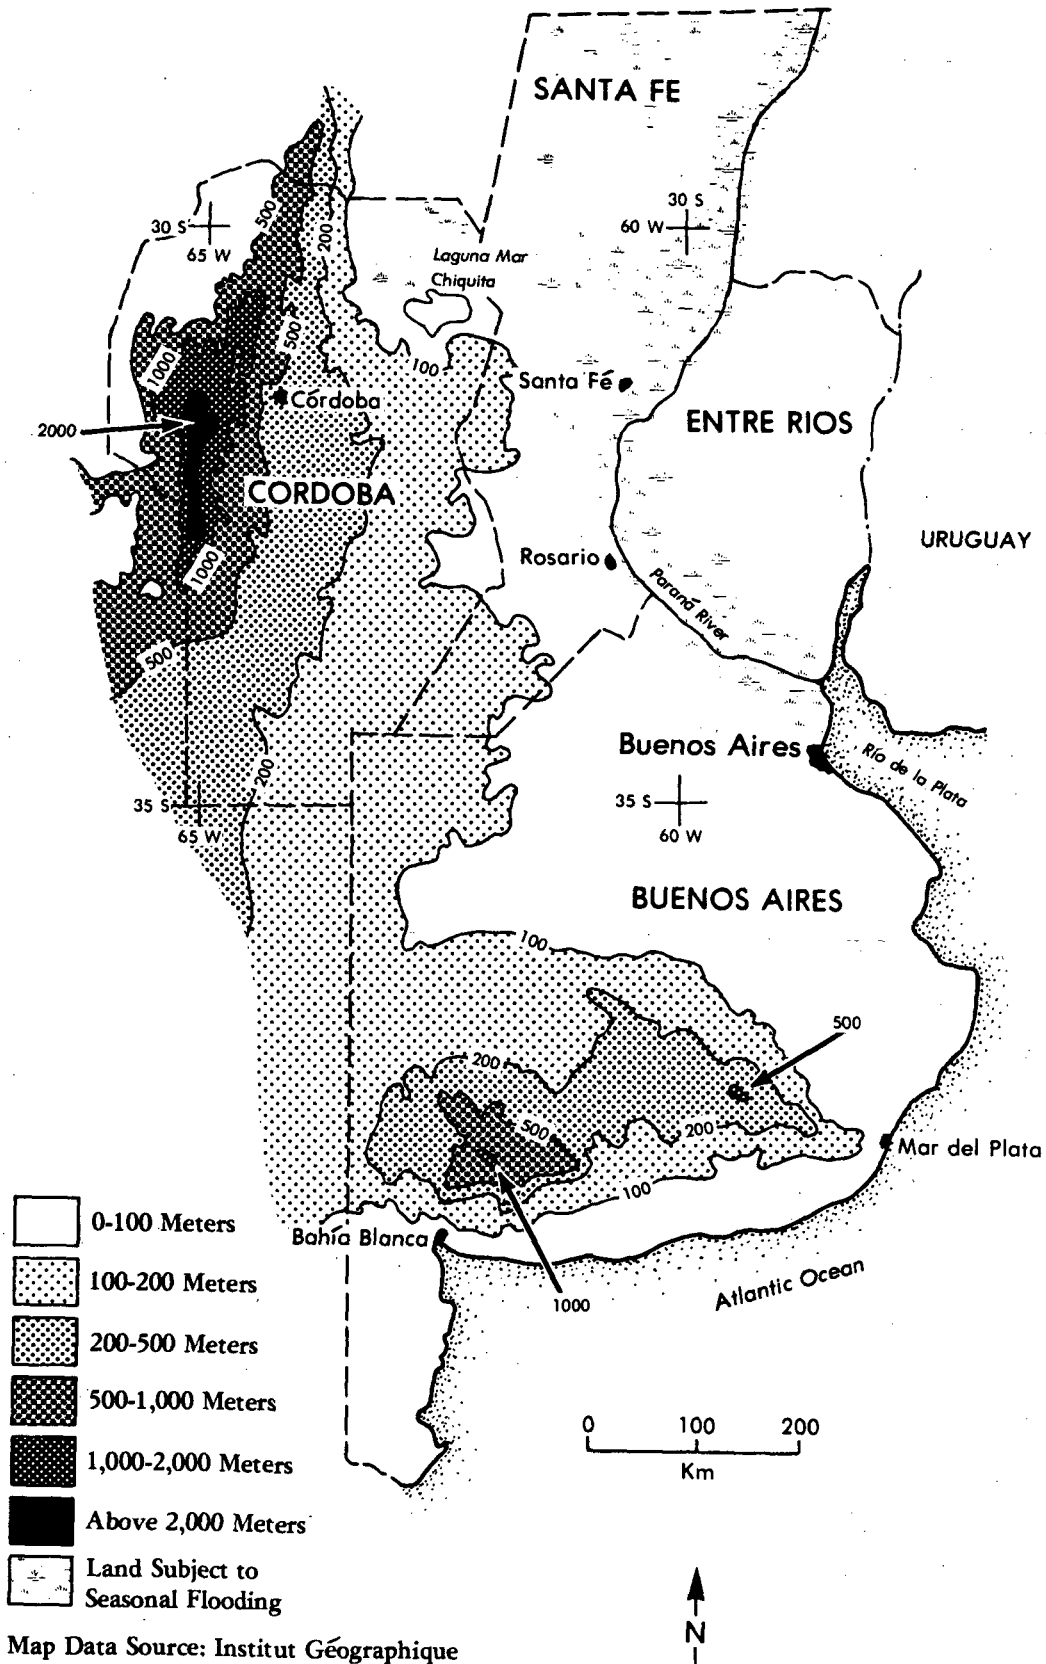 SANTA FE
500
30 S
65 W
200
60 W
30 S
Laguna Mar
Chiquita
1000
500
100
Santa Fé
Córdoba
2000
ENTRE RIOS
CORDOBA
1000
Rosario
URUGUAY
Paraná River
500
Buenos Aires
Río de la Plata
200
35 S
65 W
35 S
60 W
BUENOS AIRES
100
500
200
500
200
Mar del Plata
100
Bahía Blanca
1000
Atlantic Ocean
0-100 Meters
100-200 Meters
200-500 Meters
500-1,000 Meters
1,000-2,000 Meters
Above 2,000 Meters
Land Subject to
Seasonal Flooding
0 100 200
Km
N
Map Data Source: Institut Géographique